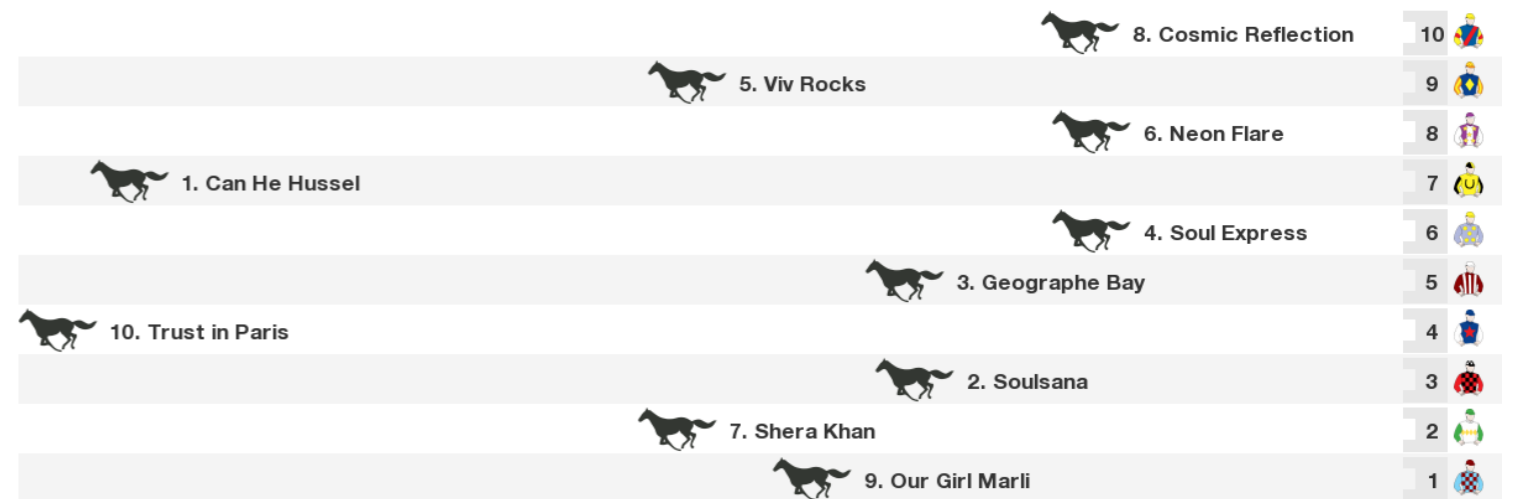 8. Cosmic Reflection 10
5. Viv Rocks 9
6. Neon Flare 8
1. Can He Hussel 7
4. Soul Express 6
3. Geographe Bay 5
10. Trust in Paris 4
2. Soulsana 3
7. Shera Khan 2
9. Our Girl Marli 1